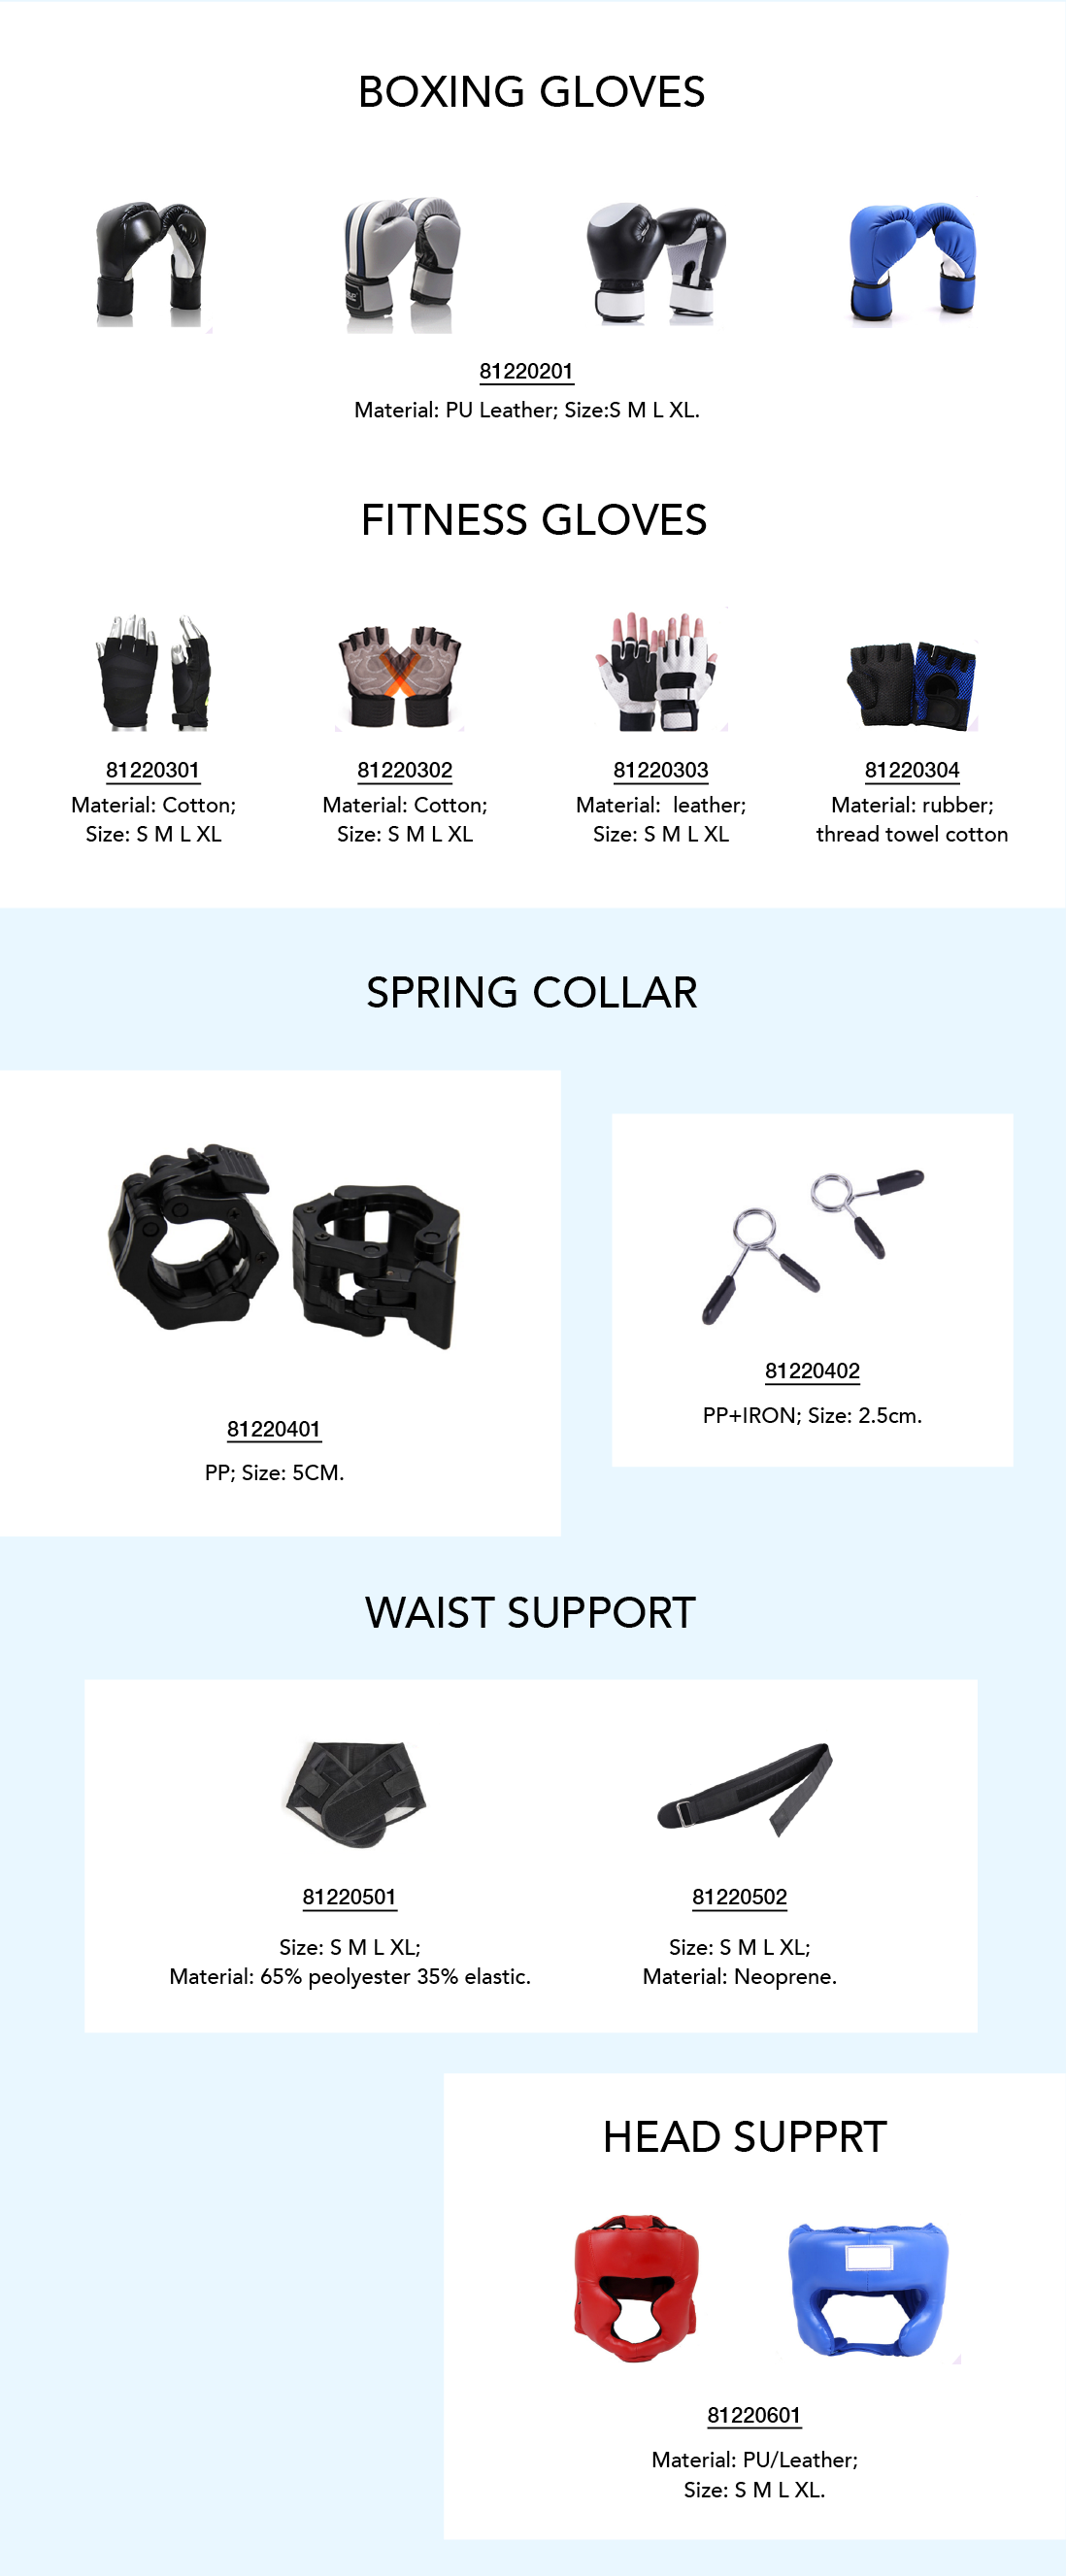 BOXING GLOVES
81220201
Material: PU Leather; Size:S M L XL.
FITNESS GLOVES
81220301
Material: Cotton;
Size: S M L XL
81220302
Material: Cotton;
Size: S M L XL
81220303
Material:  leather;
Size: S M L XL
81220304
Material: rubber;
thread towel cotton
SPRING COLLAR
81220401
PP; Size: 5CM.
81220402
PP+IRON; Size: 2.5cm.
WAIST SUPPORT
81220501
Size: S M L XL;
Material: 65% peolyester 35% elastic.
81220502
Size: S M L XL;
Material: Neoprene.
HEAD SUPPRT
81220601
Material: PU/Leather;
Size: S M L XL.